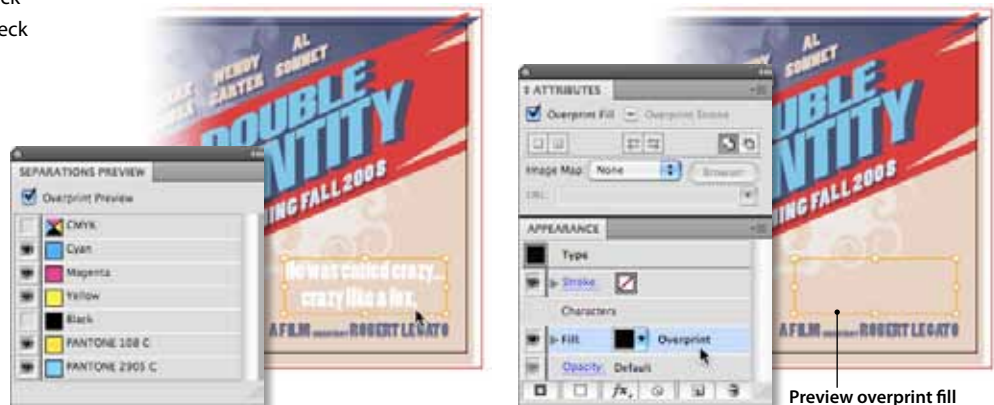 eck
AL
WENDY SONNET
CARTER
DOUBLE
NTITY
ING FALL 2008
SEPARATIONS PREVIEW
Overprint Preview
CMYK
Cyan
Magenta
Yellow
Black
PANTONE 108 C
PANTONE 2905 C
He was called crazy...
crazy like a fox.
A FILM ROBERT LEGATO
ATTRIBUTES
Overprint Fill Overprint Stroke
Image Map: None Browser...
URL:
APPEARANCE
Type
Stroke:
Characters
Fill: Overprint
Opacity: Default
fx
AL
SONNET
UBLE
NTITY
ING FALL 2008
A FILM ROBERT LEGATO
Preview overprint fill